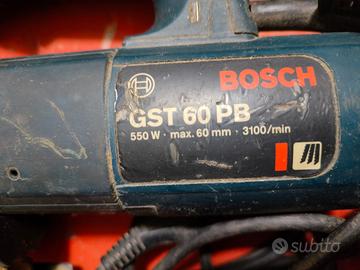 BOSCH
GST 60 PB
550 W · max. 60 mm · 3100/min
subito